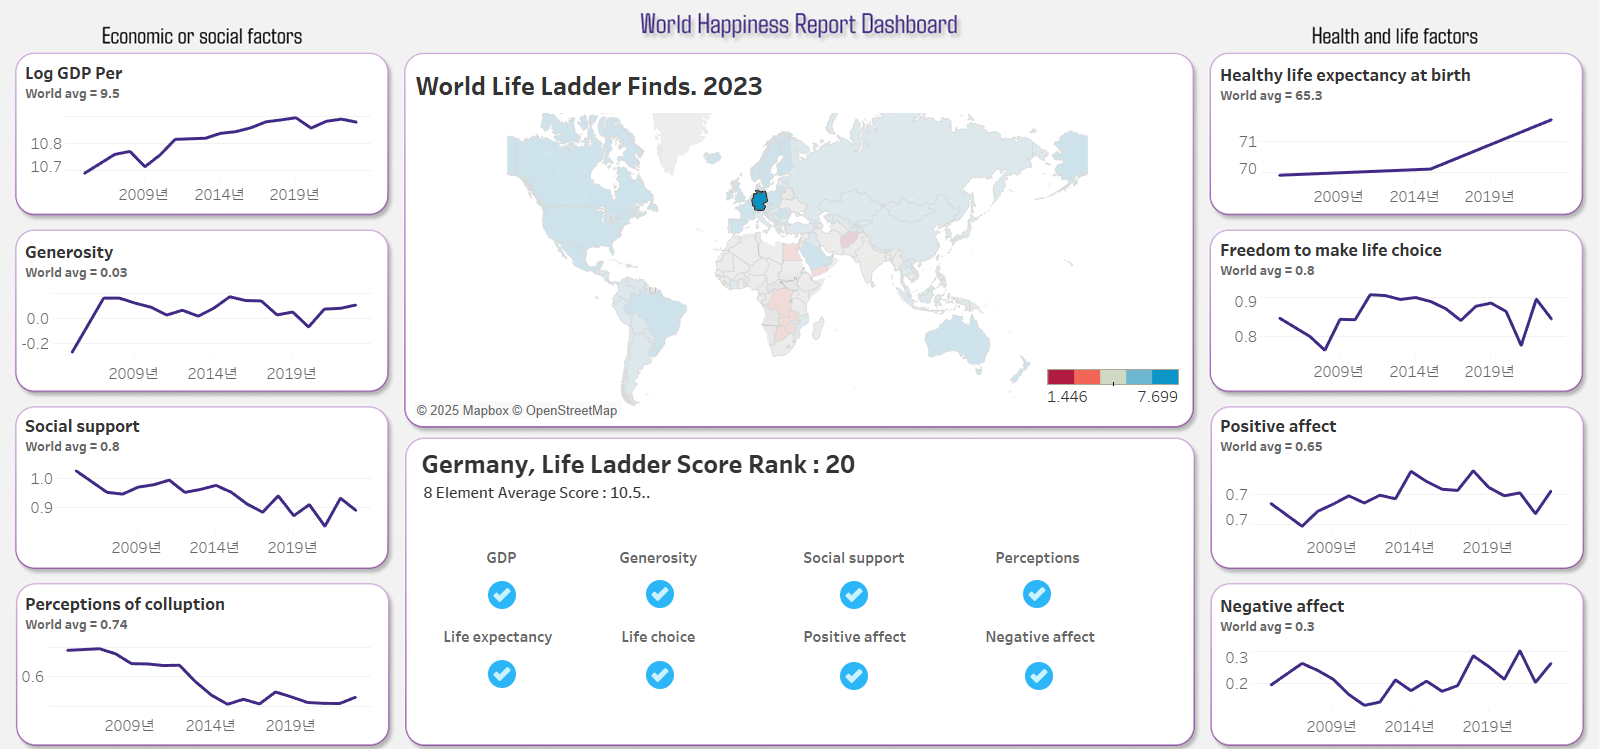 World Happiness Report Dashboard
Economic or social factors
Log GDP Per
World avg = 9.5
10.8
10.7
2009년 2014년 2019년
Generosity
World avg = 0.03
0.0
-0.2
2009년 2014년 2019년
Social support
World avg = 0.8
1.0
0.9
2009년 2014년 2019년
Perceptions of colluption
World avg = 0.74
0.6
2009년 2014년 2019년
World Life Ladder Finds. 2023
1.446 7.699
© 2025 Mapbox © OpenStreetMap
Germany, Life Ladder Score Rank : 20
8 Element Average Score : 10.5..
GDP Generosity Social support Perceptions
Life expectancy Life choice Positive affect Negative affect
Health and life factors
Healthy life expectancy at birth
World avg = 65.3
71
70
2009년 2014년 2019년
Freedom to make life choice
World avg = 0.8
0.9
0.8
2009년 2014년 2019년
Positive affect
World avg = 0.65
0.7
0.7
2009년 2014년 2019년
Negative affect
World avg = 0.3
0.3
0.2
2009년 2014년 2019년